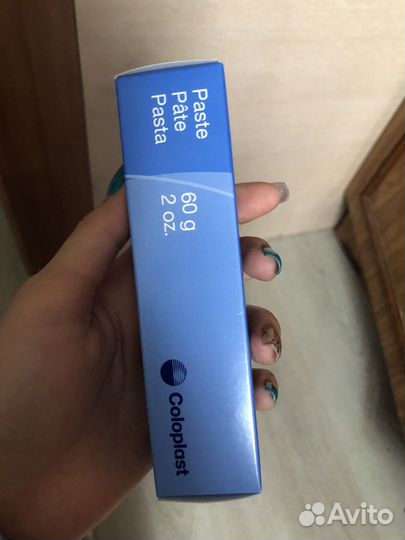 Paste
Pâte
Pasta
60 g
2 oz.
Coloplast
Avito